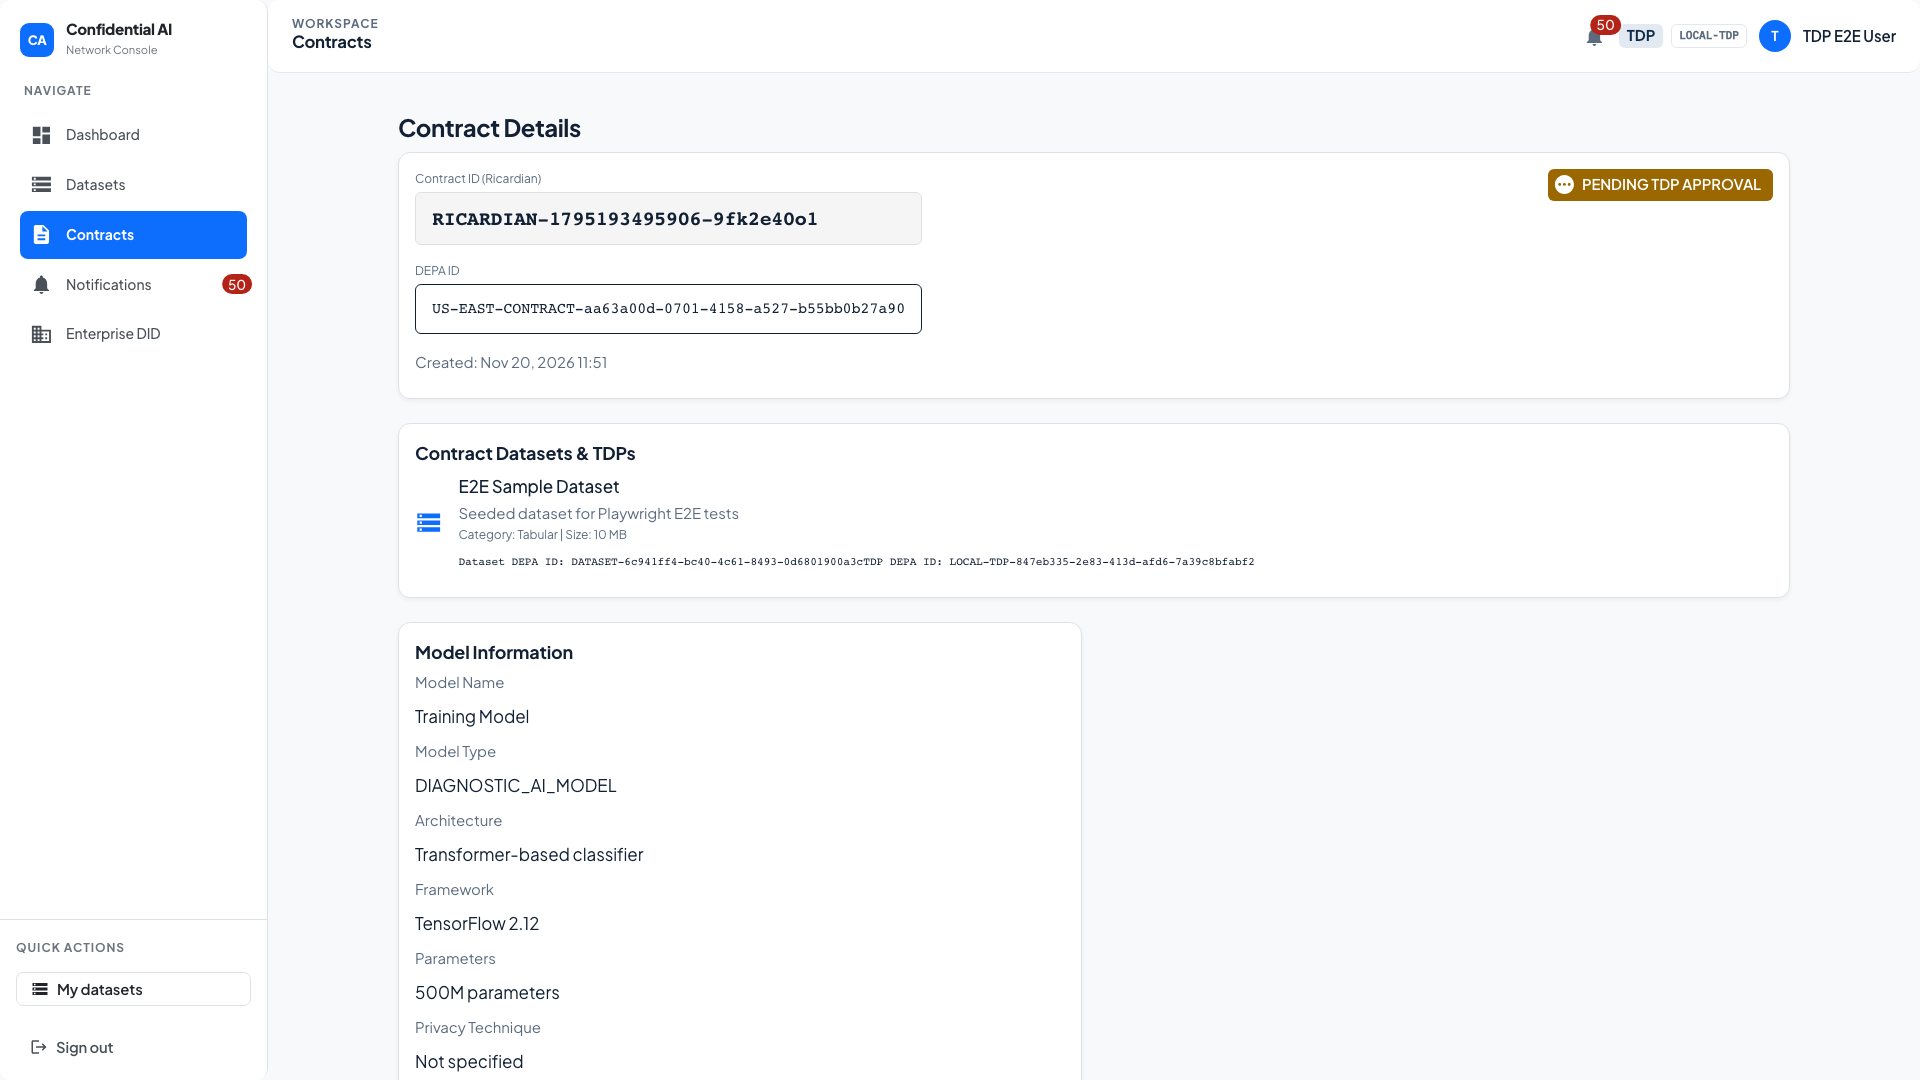 CA
Confidential AI
Network Console
NAVIGATE
Dashboard
Datasets
Contracts
Notifications
50
Enterprise DID
QUICK ACTIONS
My datasets
Sign out
WORKSPACE
Contracts
50
TDP
LOCAL-TDP
T
TDP E2E User
Contract Details
Contract ID (Ricardian)
PENDING TDP APPROVAL
RICARDIAN-1795193495906-9fk2e40o1
DEPA ID
US-EAST-CONTRACT-aa63a00d-0701-4158-a527-b55bb0b27a90
Created: Nov 20, 2026 11:51
Contract Datasets & TDPs
E2E Sample Dataset
Seeded dataset for Playwright E2E tests
Category: Tabular | Size: 10 MB
Dataset DEPA ID: DATASET-6c941ff4-bc40-4c61-8493-0d6801900a3cTDP DEPA ID: LOCAL-TDP-847eb335-2e83-413d-afd6-7a39c8bfabf2
Model Information
Model Name
Training Model
Model Type
DIAGNOSTIC_AI_MODEL
Architecture
Transformer-based classifier
Framework
TensorFlow 2.12
Parameters
500M parameters
Privacy Technique
Not specified